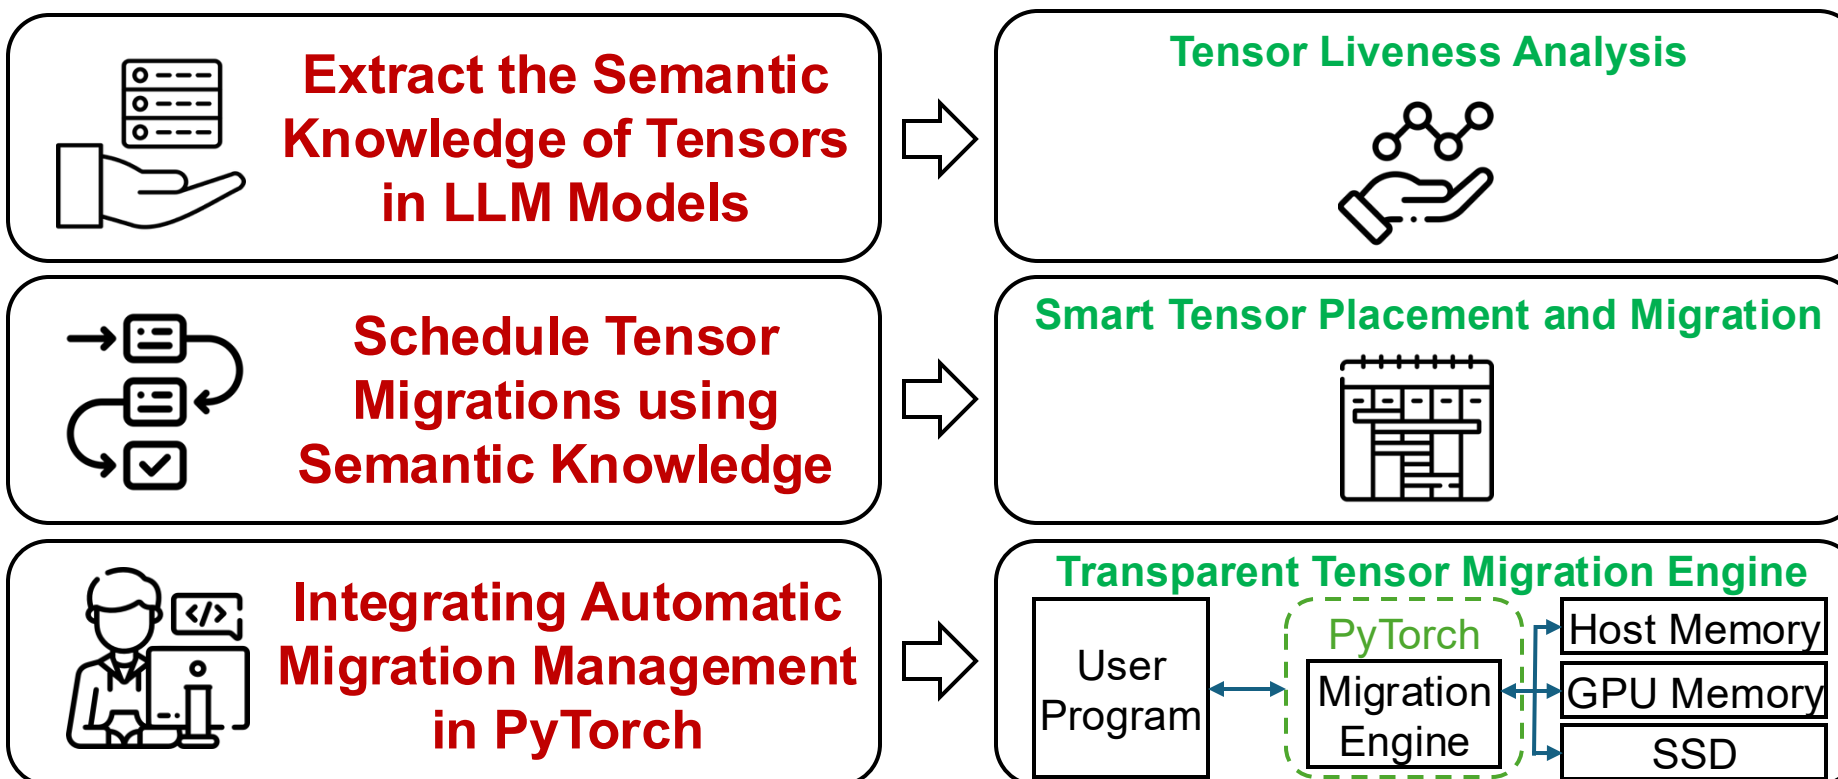 Extract the Semantic
Knowledge of Tensors
in LLM Models
Tensor Liveness Analysis
Schedule Tensor
Migrations using
Semantic Knowledge
Smart Tensor Placement and Migration
Integrating Automatic
Migration Management
in PyTorch
</>
Transparent Tensor Migration Engine
User
Program
PyTorch
Migration
Engine
Host Memory
GPU Memory
SSD